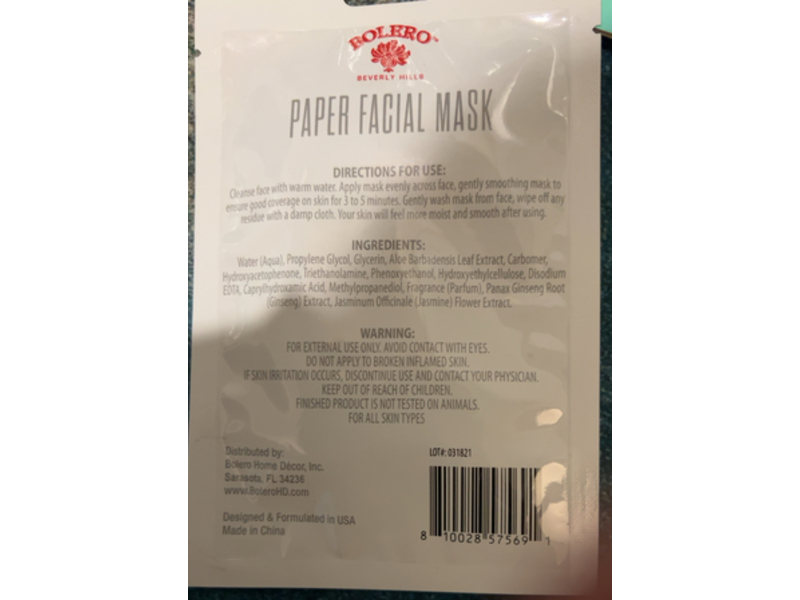 BOLERO™
BEVERLY HILLS
PAPER FACIAL MASK
DIRECTIONS FOR USE:
Cleanse face with warm water. Apply mask evenly across face, gently smoothing mask to
ensure good coverage on skin for 3 to 5 minutes. Gently wash mask from face, wipe off any
residue with a damp cloth. Your skin will feel more moist and smooth after using.
INGREDIENTS:
Water (Aqua), Propylene Glycol, Glycerin, Aloe Barbadensis Leaf Extract, Carbomer,
Hydroxyacetophenone, Triethanolamine, Phenoxyethanol, Hydroxyethylcellulose, Disodium
EDTA, Caprylhydroxamic Acid, Methylpropanediol, Fragrance (Parfum), Panax Ginseng Root
(Ginseng) Extract, Jasminum Officinale (Jasmine) Flower Extract.
WARNING:
FOR EXTERNAL USE ONLY. AVOID CONTACT WITH EYES.
DO NOT APPLY TO BROKEN INFLAMED SKIN.
IF SKIN IRRITATION OCCURS, DISCONTINUE USE AND CONTACT YOUR PHYSICIAN.
KEEP OUT OF REACH OF CHILDREN.
FINISHED PRODUCT IS NOT TESTED ON ANIMALS.
FOR ALL SKIN TYPES
Distributed by:
Bolero Home Décor, Inc.
Sarasota, FL 34236
www.BoleroHD.com
Designed & Formulated in USA
Made in China
LOT#: 031821
8 10028 57569 1